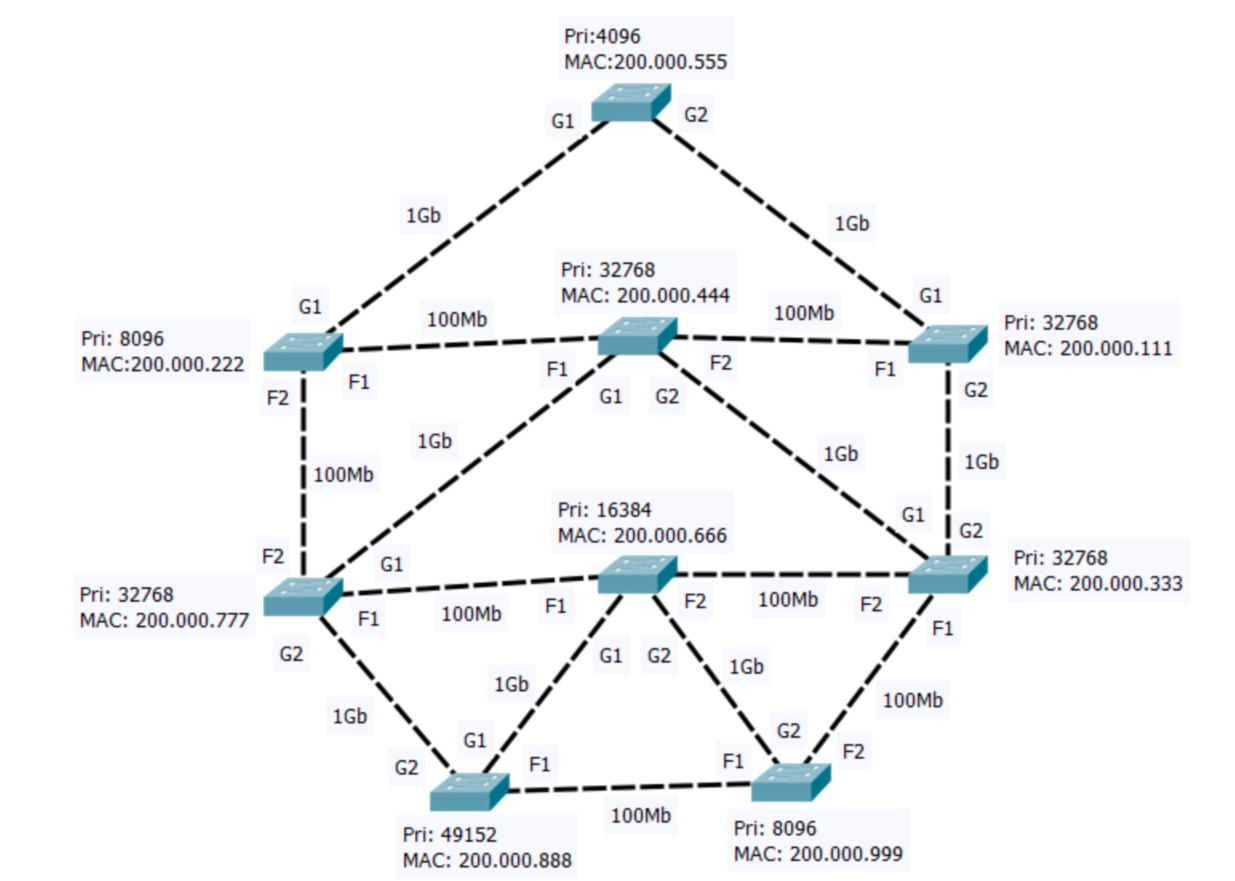 Pri:4096
MAC:200.000.555
G1
G2
1Gb
1Gb
Pri: 32768
MAC: 200.000.444
G1
G1
100Mb
100Mb
Pri: 8096
MAC:200.000.222
Pri: 32768
MAC: 200.000.111
F2
F1
F1
G1
G2
F2
F1
G2
1Gb
1Gb
1Gb
100Mb
Pri: 16384
MAC: 200.000.666
G1
G2
F2
G1
Pri: 32768
MAC: 200.000.777
F1
100Mb
F1
F2
100Mb
F2
Pri: 32768
MAC: 200.000.333
F1
G2
G1
G2
1Gb
1Gb
1Gb
100Mb
G2
G1
F1
F1
G2
F2
100Mb
Pri: 49152
MAC: 200.000.888
Pri: 8096
MAC: 200.000.999